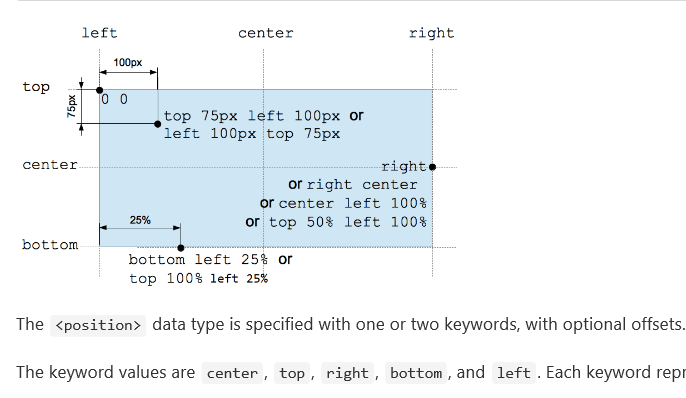 left center right
100px
top
75px
0 0
top 75px left 100px or
left 100px top 75px
center
right
or right center
or center left 100%
or top 50% left 100%
25%
bottom
bottom left 25% or
top 100% left 25%
The <position> data type is specified with one or two keywords, with optional offsets.
The keyword values are center, top, right, bottom, and left. Each keyword repr